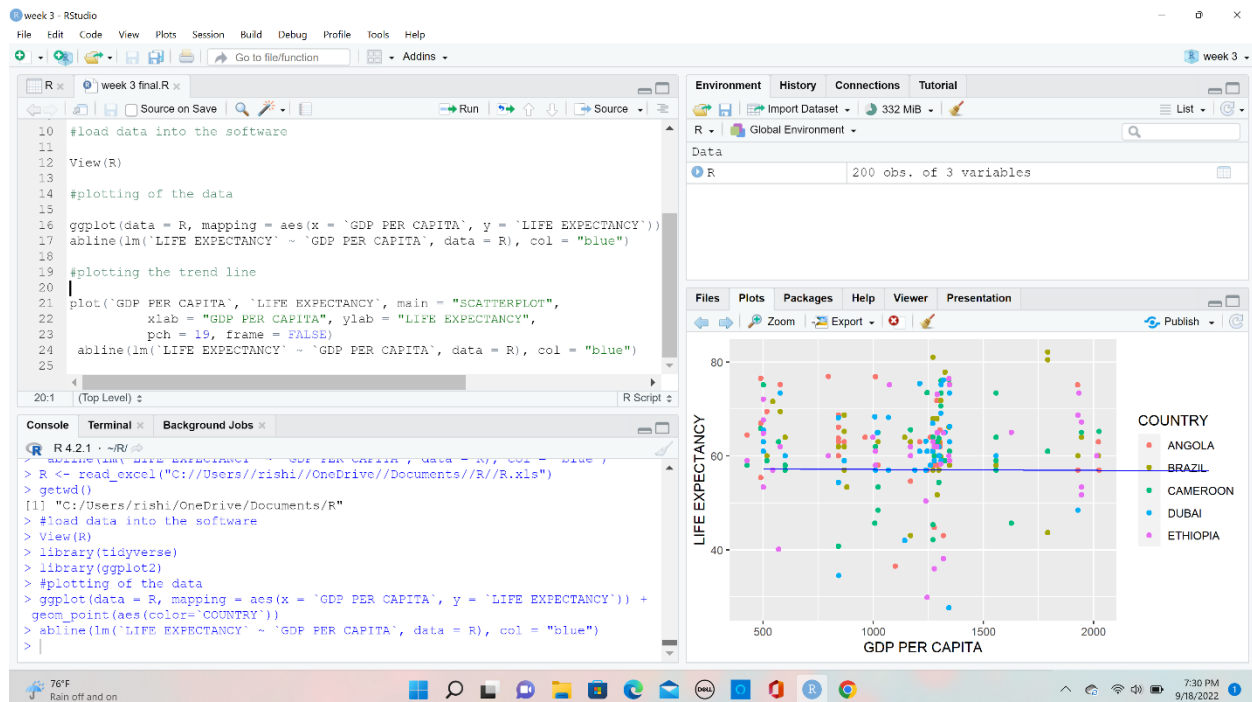 week 3 - RStudio
File Edit Code View Plots Session Build Debug Profile Tools Help
Go to file/function Addins week 3
R week 3 final.R
Source on Save Run Source
10 #load data into the software
11
12 View(R)
13
14 #plotting of the data
15
16 ggplot(data = R, mapping = aes(x = `GDP PER CAPITA`, y = `LIFE EXPECTANCY`))
17 abline(lm(`LIFE EXPECTANCY` ~ `GDP PER CAPITA`, data = R), col = "blue")
18
19 #plotting the trend line
20
21 plot(`GDP PER CAPITA`, `LIFE EXPECTANCY`, main = "SCATTERPLOT",
22 xlab = "GDP PER CAPITA", ylab = "LIFE EXPECTANCY",
23 pch = 19, frame = FALSE)
24 abline(lm(`LIFE EXPECTANCY` ~ `GDP PER CAPITA`, data = R), col = "blue")
25
20:1 (Top Level) R Script
Console Terminal Background Jobs
R 4.2.1 · ~/R/
> R <- read_excel("C://Users//rishi//OneDrive//Documents//R//R.xls")
> getwd()
[1] "C:/Users/rishi/OneDrive/Documents/R"
> #load data into the software
> View(R)
> library(tidyverse)
> library(ggplot2)
> #plotting of the data
> ggplot(data = R, mapping = aes(x = `GDP PER CAPITA`, y = `LIFE EXPECTANCY`)) +
geom_point(aes(color=`COUNTRY`))
> abline(lm(`LIFE EXPECTANCY` ~ `GDP PER CAPITA`, data = R), col = "blue")
>
Environment History Connections Tutorial
Import Dataset 332 MiB List
R Global Environment
Data
R 200 obs. of 3 variables
Files Plots Packages Help Viewer Presentation
Zoom Export Publish
80
60
40
LIFE EXPECTANCY
500 1000 1500 2000
GDP PER CAPITA
COUNTRY
ANGOLA
BRAZIL
CAMEROON
DUBAI
ETHIOPIA
76°F
Rain off and on
DELL
7:30 PM
9/18/2022
1